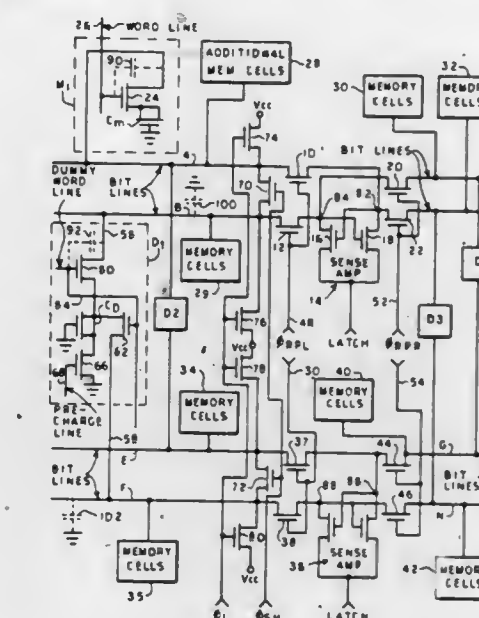 26 WORD LINE
90
M1
24
Cm
ADDITIONAL
MEM CELLS
28
30
MEMORY
CELLS
32
MEMOR
CELLS
Vcc
74
DUMMY
WORD
LINE
BIT
LINES
A
B
100
70
10
BIT LINES
20
84
82
12
16
18
22
SENSE
AMP
14
MEMORY
CELLS
29
92
56
D1
60
64
CD
62
66
68
PRE-
CHARGE
LINE
58
D2
76
Vcc
78
48
52
D3
LATCH
30
54
34
MEMORY
CELLS
40
MEMORY
CELLS
BIT
LINES
E
F
37
44
G
72
88
86
BIT
LINES
N
102
80
38
46
36
SENSE
AMP
Vcc
MEMORY
CELLS
35
42
MEMO
CELLS
LATCH